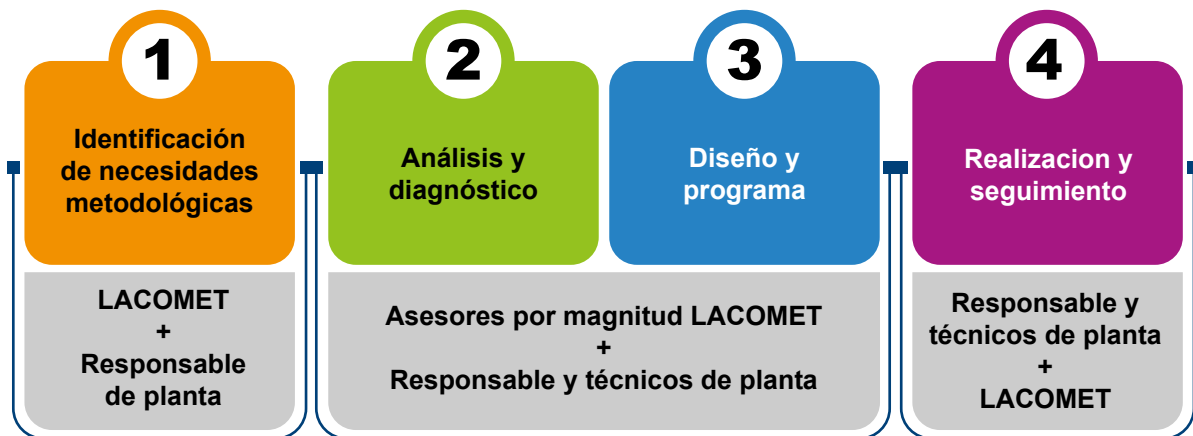 1
Identificación
de necesidades
metodológicas
LACOMET
+
Responsable
de planta
2
Análisis y
diagnóstico
3
Diseño y
programa
Asesores por magnitud LACOMET
+
Responsable y técnicos de planta
4
Realizacion y
seguimiento
Responsable y
técnicos de planta
+
LACOMET